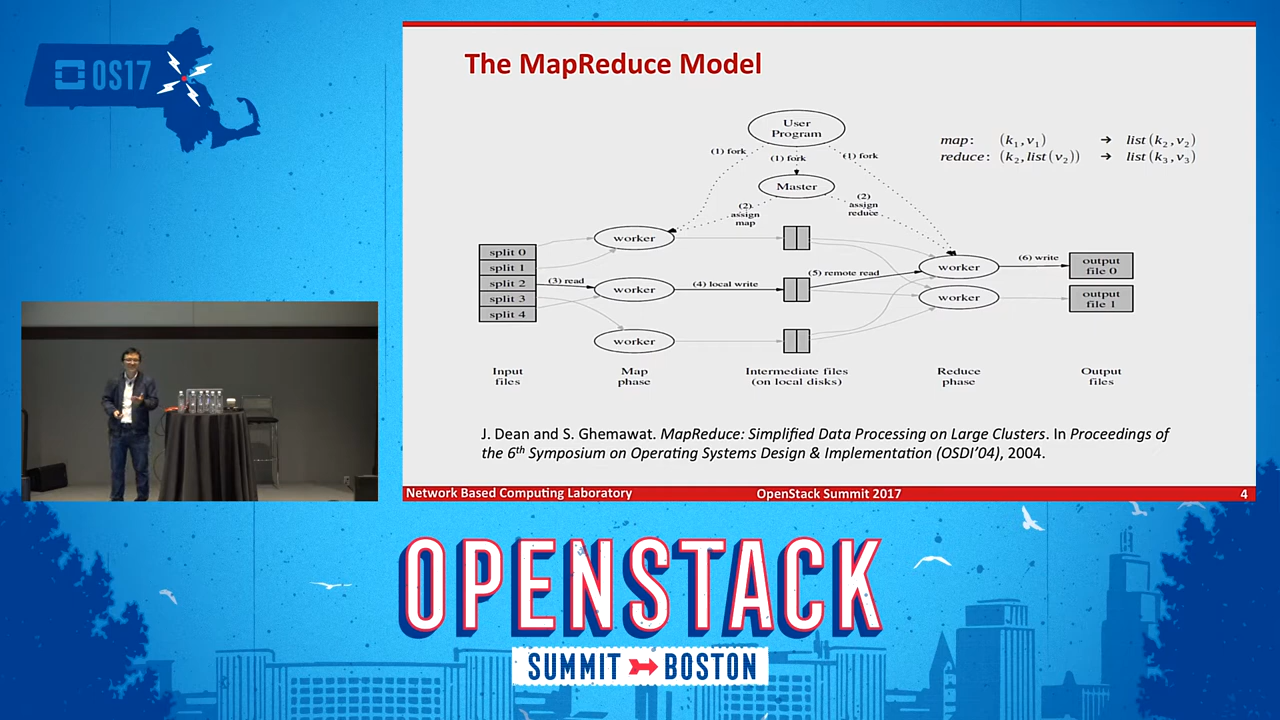 OS17
The MapReduce Model
User
Program
map: (k1,v1) → list(k2,v2)
reduce: (k2,list(v2)) → list(k3,v3)
(1) fork
(1) fork
(1) fork
Master
(2)
assign
map
(2)
assign
reduce
worker
split 0
split 1
split 2
split 3
split 4
(3) read
worker
(4) local write
(5) remote read
worker
worker
worker
(6) write
output
file 0
output
file 1
Input
files
Map
phase
Intermediate files
(on local disks)
Reduce
phase
Output
files
J. Dean and S. Ghemawat. MapReduce: Simplified Data Processing on Large Clusters. In Proceedings of
the 6th Symposium on Operating Systems Design & Implementation (OSDI'04), 2004.
Network Based Computing Laboratory
OpenStack Summit 2017
4
OPENSTACK
SUMMIT BOSTON